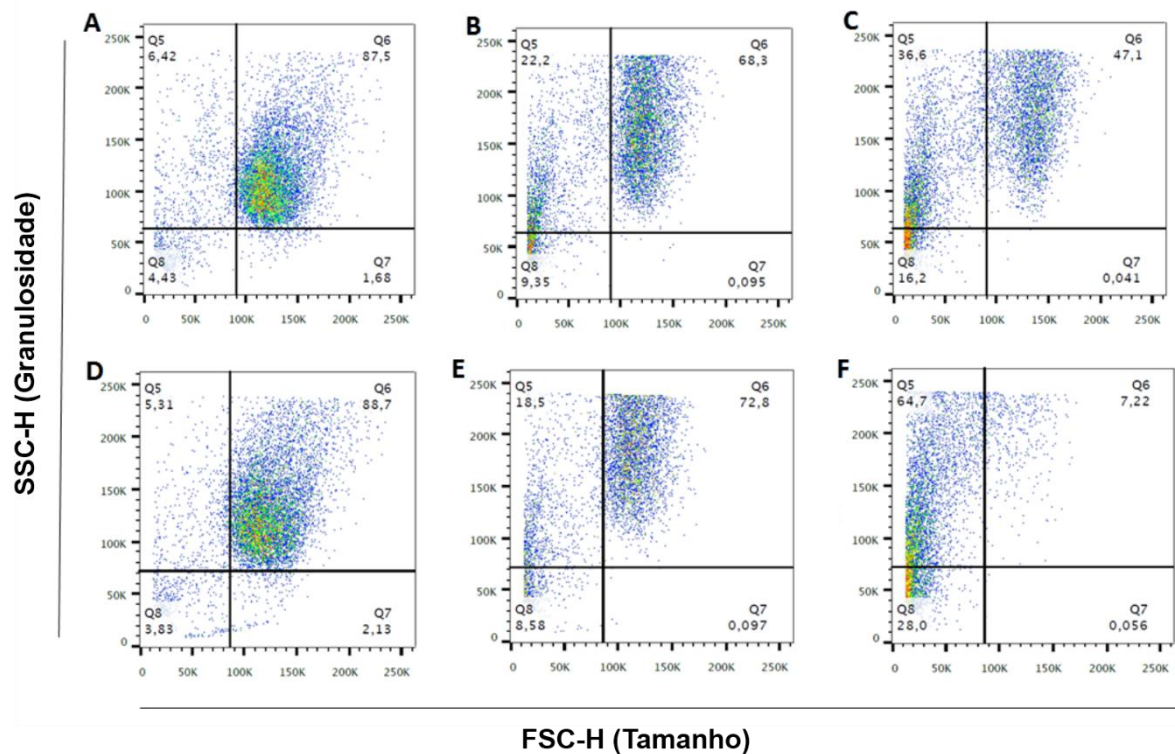 SSC-H (Granulosidade)
A
Q5
6,42
Q6
87,5
250K
200K
150K
100K
50K
0
Q8
4,43
Q7
1,68
0 50K 100K 150K 200K 250K
B
Q5
22,2
Q6
68,3
250K
200K
150K
100K
50K
0
Q8
9,35
Q7
0,095
0 50K 100K 150K 200K 250K
C
Q5
36,6
Q6
47,1
250K
200K
150K
100K
50K
0
Q8
16,2
Q7
0,041
0 50K 100K 150K 200K 250K
D
Q5
5,31
Q6
88,7
250K
200K
150K
100K
50K
0
Q8
3,83
Q7
2,13
0 50K 100K 150K 200K 250K
E
Q5
18,5
Q6
72,8
250K
200K
150K
100K
50K
0
Q8
8,58
Q7
0,097
0 50K 100K 150K 200K 250K
F
Q5
64,7
Q6
7,22
250K
200K
150K
100K
50K
0
Q8
28,0
Q7
0,056
0 50K 100K 150K 200K 250K
FSC-H (Tamanho)